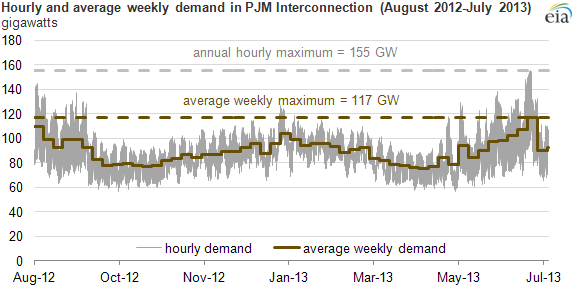 Hourly and average weekly demand in PJM Interconnection (August 2012-July 2013)
gigawatts
eia
180
160
annual hourly maximum = 155 GW
140
average weekly maximum = 117 GW
120
100
80
60
40
20
hourly demand average weekly demand
0
Aug-12 Oct-12 Nov-12 Jan-13 Mar-13 May-13 Jul-13